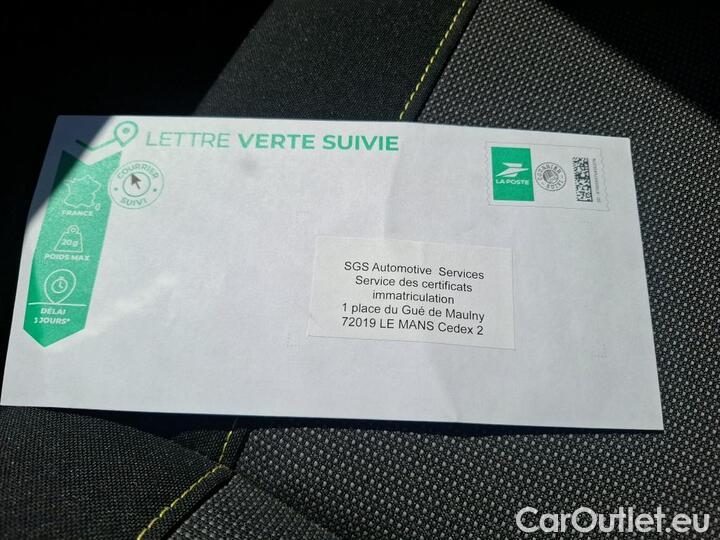 LETTRE VERTE SUIVIE
COURRIER
SUIVI
FRANCE
20g
POIDS MAX
DÉLAI
3 JOURS*
LA POSTE
SGS Automotive Services
Service des certificats
immatriculation
1 place du Gué de Maulny
72019 LE MANS Cedex 2
CarOutlet.eu